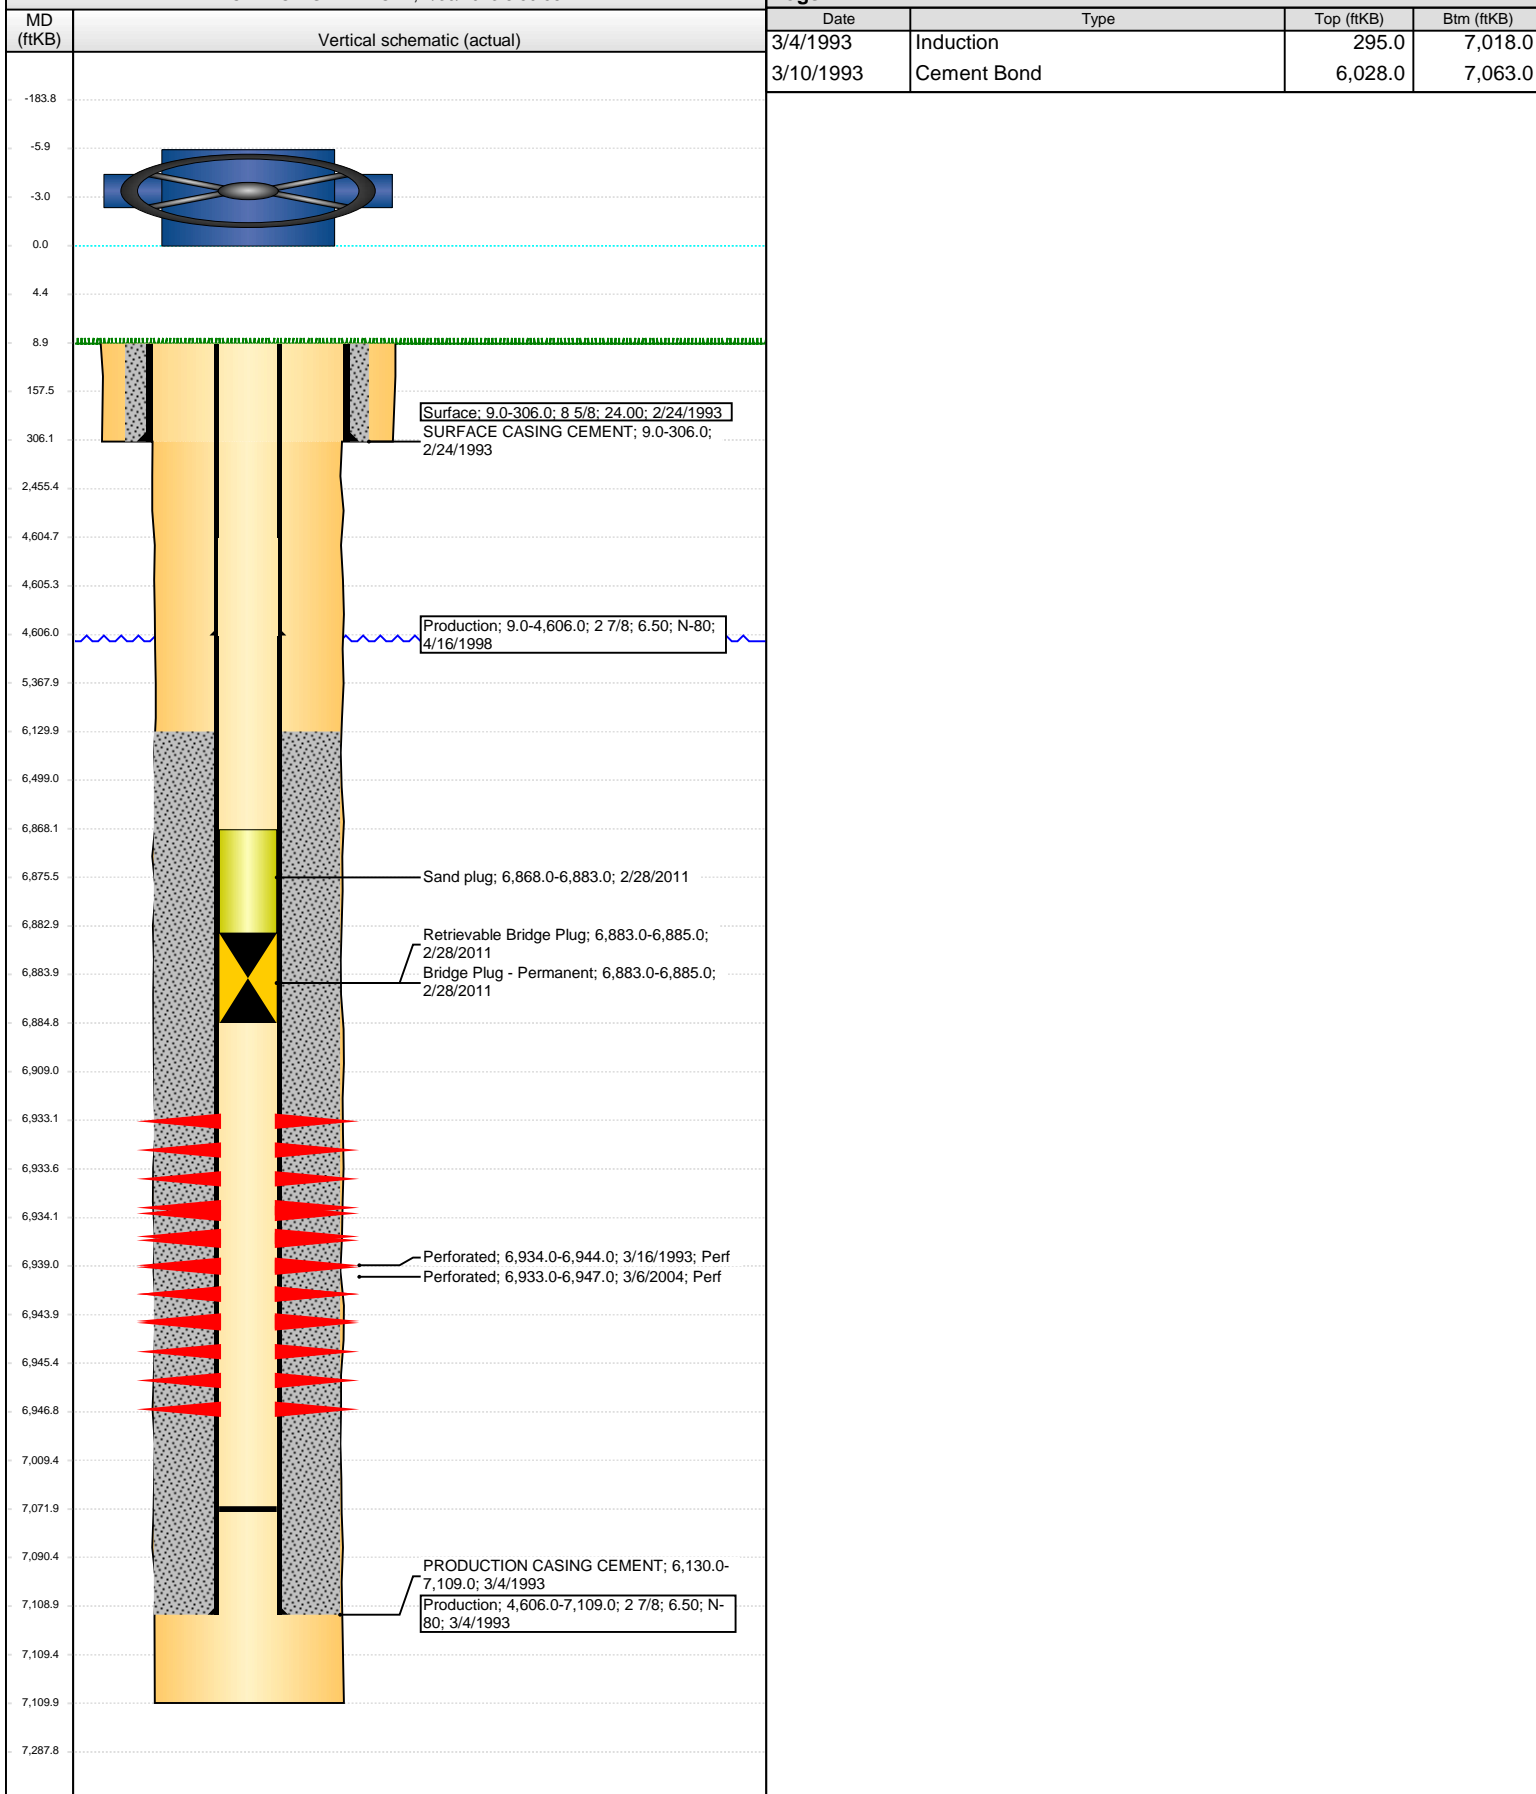 MD
(ftKB)
Vertical schematic (actual)
Date Type Top (ftKB) Btm (ftKB)
3/4/1993 Induction 295.0 7,018.0
3/10/1993 Cement Bond 6,028.0 7,063.0
-183.8
-5.9
-3.0
0.0
4.4
8.9
157.5
Surface; 9.0-306.0; 8 5/8; 24.00; 2/24/1993
SURFACE CASING CEMENT; 9.0-306.0;
2/24/1993
306.1
2,455.4
4,604.7
4,605.3
Production; 9.0-4,606.0; 2 7/8; 6.50; N-80;
4/16/1998
4,606.0
5,367.9
6,129.9
6,499.0
6,868.1
6,875.5
Sand plug; 6,868.0-6,883.0; 2/28/2011
6,882.9
Retrievable Bridge Plug; 6,883.0-6,885.0;
2/28/2011
6,883.9
Bridge Plug - Permanent; 6,883.0-6,885.0;
2/28/2011
6,884.8
6,909.0
6,933.1
6,933.6
6,934.1
Perforated; 6,934.0-6,944.0; 3/16/1993; Perf
6,939.0
Perforated; 6,933.0-6,947.0; 3/6/2004; Perf
6,943.9
6,945.4
6,946.8
7,009.4
7,071.9
7,090.4
PRODUCTION CASING CEMENT; 6,130.0-
7,109.0; 3/4/1993
7,108.9
Production; 4,606.0-7,109.0; 2 7/8; 6.50; N-
80; 3/4/1993
7,109.4
7,109.9
7,287.8